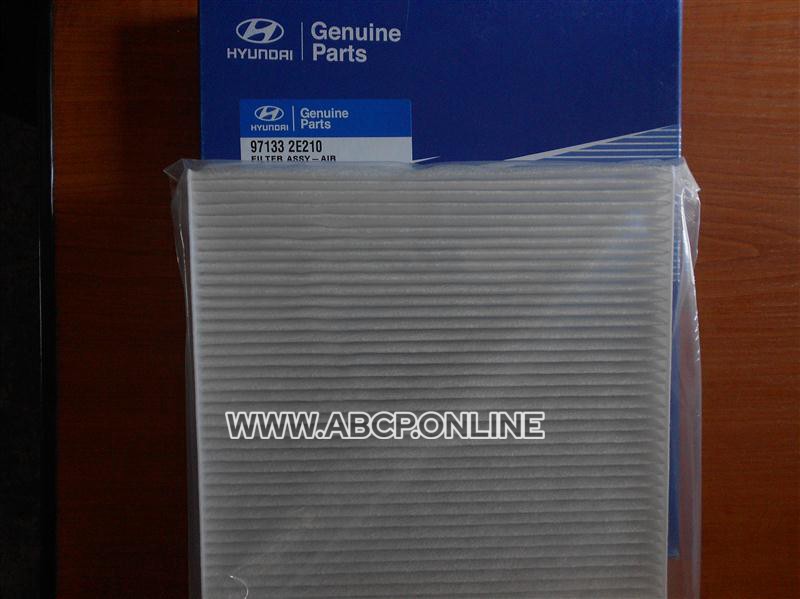 HYUNDAI
Genuine
Parts
HYUNDAI
Genuine
Parts
97133 2E210
FILTER ASSY-AIR
WWW.ABCP.ONLINE